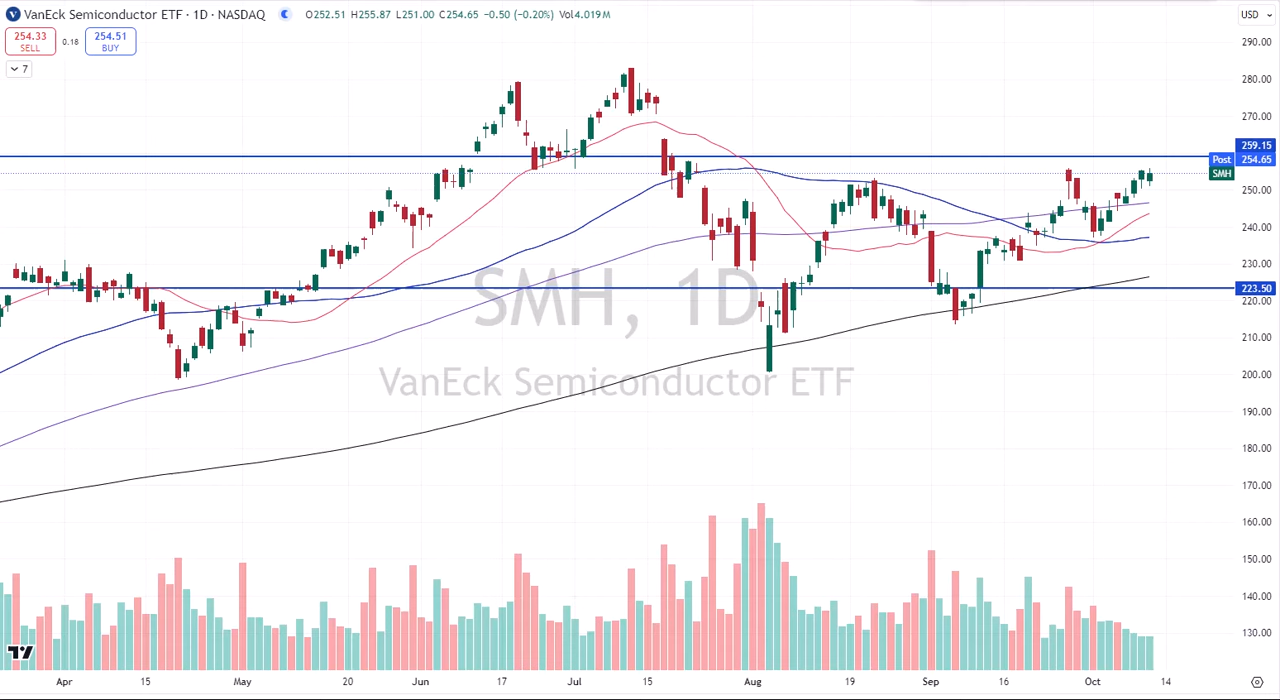 VanEck Semiconductor ETF · 1D · NASDAQ O252.51 H255.87 L251.00 C254.65 −0.50 (−0.20%) Vol4.019M
USD
254.33 SELL
0.18
254.51 BUY
7
290.00
280.00
270.00
259.15
Post 254.65
SMH
250.00
240.00
230.00
223.50
220.00
210.00
200.00
190.00
180.00
170.00
160.00
150.00
140.00
130.00
SMH, 1D
VanEck Semiconductor ETF
Apr 15 May 20 Jun 17 Jul 15 Aug 19 Sep 16 Oct 14